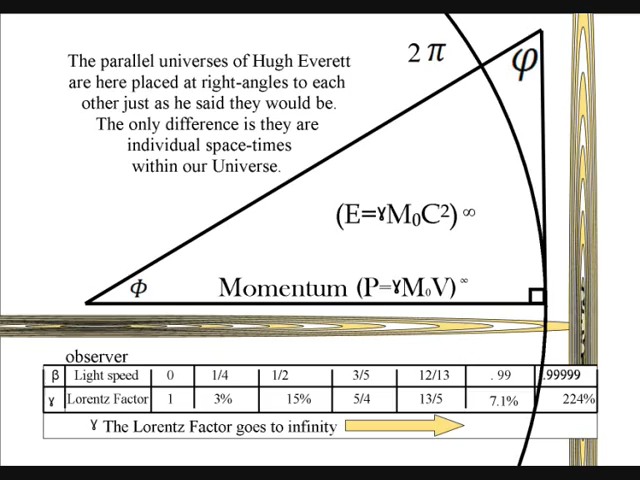 The parallel universes of Hugh Everett
are here placed at right-angles to each
other just as he said they would be.
The only difference is they are
individual space-times
within our Universe.
2 π
φ
(E=ɣM₀C²) ∞
Φ
Momentum (P=ɣM₀V) ∞
observer
β Light speed 0 1/4 1/2 3/5 12/13 . 99 .99999
ɣ Lorentz Factor 1 3% 15% 5/4 13/5 7.1% 224%
ɣ The Lorentz Factor goes to infinity